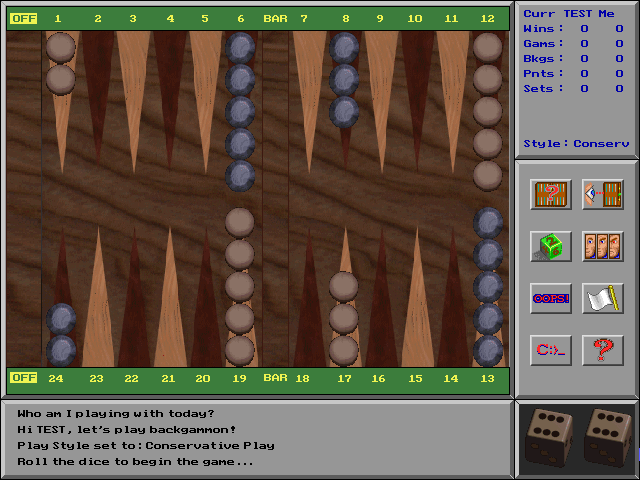 OFF 1 2 3 4 5 6 BAR 7 8 9 10 11 12
Curr TEST Me
Wins: 0 0
Gams: 0 0
Bkgs: 0 0
Pnts: 0 0
Sets: 0 0
Style: Conserv
?
OOPS!
C:\_
?
OFF 24 23 22 21 20 19 BAR 18 17 16 15 14 13
Who am I playing with today?
Hi TEST, let's play backgammon!
Play Style set to: Conservative Play
Roll the dice to begin the game...